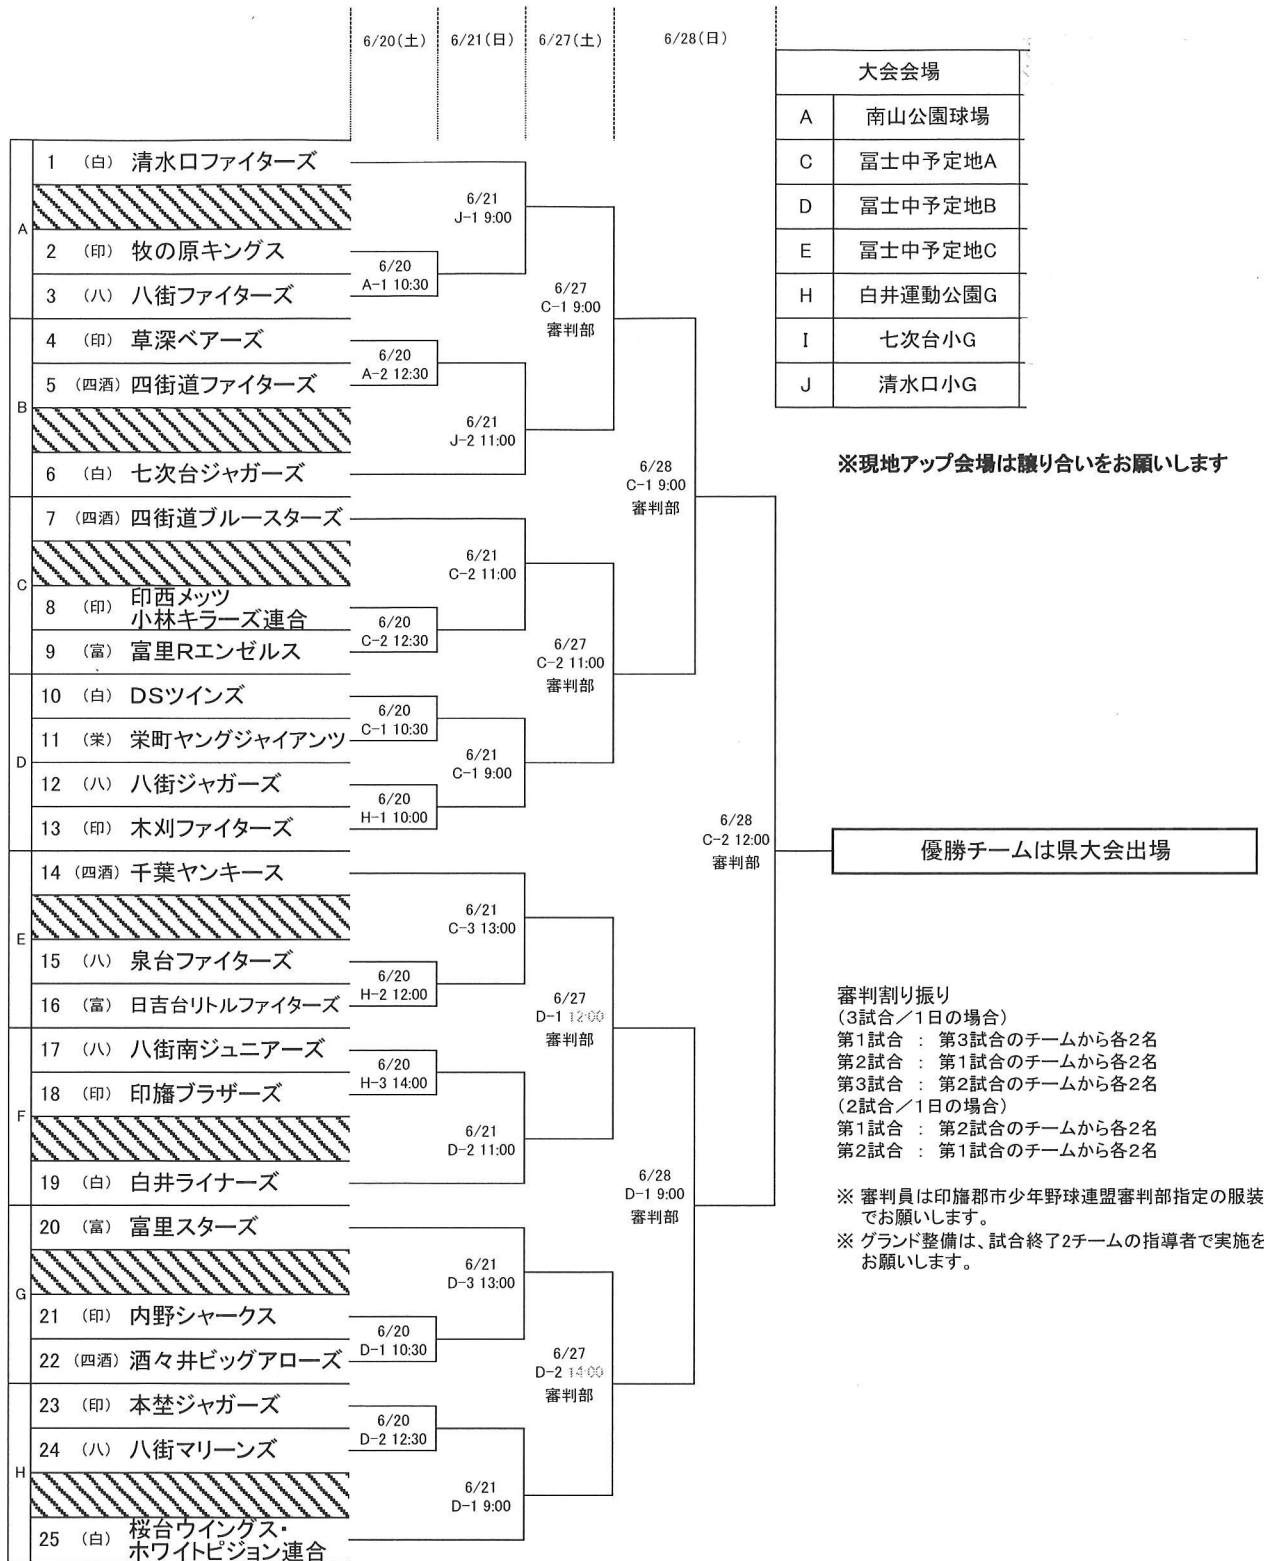 6/20(土) 6/21(日) 6/27(土) 6/28(日)
大会会場
A 南山公園球場
C 冨士中予定地A
D 冨士中予定地B
E 冨士中予定地C
H 白井運動公園G
I 七次台小G
J 清水口小G
※現地アップ会場は譲り合いをお願いします
A
1 (白) 清水口ファイターズ
2 (印) 牧の原キングス
3 (八) 八街ファイターズ
B
4 (印) 草深ベアーズ
5 (四酒) 四街道ファイターズ
6 (白) 七次台ジャガーズ
C
7 (四酒) 四街道ブルースターズ
8 (印) 印西メッツ
小林キラーズ連合
9 (富) 富里Rエンゼルス
D
10 (白) DSツインズ
11 (栄) 栄町ヤングジャイアンツ
12 (八) 八街ジャガーズ
13 (印) 木刈ファイターズ
E
14 (四酒) 千葉ヤンキース
15 (八) 泉台ファイターズ
16 (富) 日吉台リトルファイターズ
F
17 (八) 八街南ジュニアーズ
18 (印) 印旛ブラザーズ
19 (白) 白井ライナーズ
G
20 (富) 富里スターズ
21 (印) 内野シャークス
22 (四酒) 酒々井ビッグアローズ
H
23 (印) 本埜ジャガーズ
24 (八) 八街マリーンズ
25 (白) 桜台ウイングス・
ホワイトピジョン連合
6/20
A-1 10:30
6/20
A-2 12:30
6/20
C-2 12:30
6/20
C-1 10:30
6/20
H-1 10:00
6/20
H-2 12:00
6/20
H-3 14:00
6/20
D-1 10:30
6/20
D-2 12:30
6/21
J-1 9:00
6/21
J-2 11:00
6/21
C-2 11:00
6/21
C-1 9:00
6/21
C-3 13:00
6/21
D-2 11:00
6/21
D-3 13:00
6/21
D-1 9:00
6/27
C-1 9:00
審判部
6/27
C-2 11:00
審判部
6/27
D-1 12:00
審判部
6/27
D-2 14:00
審判部
6/28
C-1 9:00
審判部
6/28
D-1 9:00
審判部
6/28
C-2 12:00
審判部
優勝チームは県大会出場
審判割り振り
(3試合/1日の場合)
第1試合 : 第3試合のチームから各2名
第2試合 : 第1試合のチームから各2名
第3試合 : 第2試合のチームから各2名
(2試合/1日の場合)
第1試合 : 第2試合のチームから各2名
第2試合 : 第1試合のチームから各2名
※ 審判員は印旛郡市少年野球連盟審判部指定の服装
でお願いします。
※ グランド整備は、試合終了2チームの指導者で実施を
お願いします。